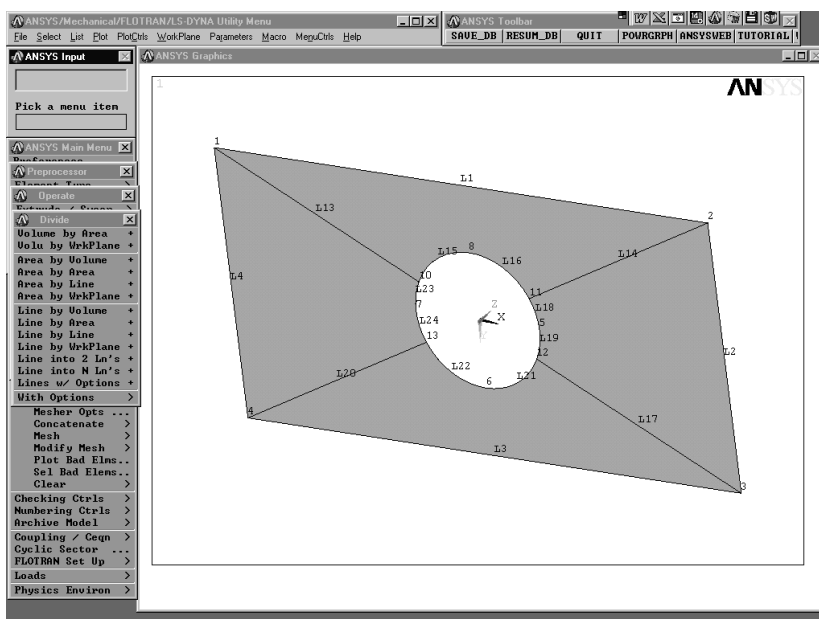 ANSYS/Mechanical/FLOTRAN/LS-DYNA Utility Menu
File Select List Plot PlotCtrls WorkPlane Parameters Macro MenuCtrls Help
ANSYS Toolbar
SAVE_DB RESUM_DB QUIT POWRGRPH ANSYSWEB TUTORIAL
ANSYS Input
Pick a menu item
ANSYS Main Menu
Preprocessor
Operate
Divide
Volume by Area +
Volu by WrkPlane +
Area by Volume +
Area by Area +
Area by Line +
Area by WrkPlane +
Line by Volume +
Line by Area +
Line by Line +
Line by WrkPlane +
Line into 2 Ln's +
Line into N Ln's +
Lines w/ Options +
With Options >
Mesher Opts ...
Concatenate >
Mesh >
Modify Mesh >
Plot Bad Elms..
Sel Bad Elems..
Clear >
Checking Ctrls >
Numbering Ctrls >
Archive Model >
Coupling / Ceqn >
Cyclic Sector ...
FLOTRAN Set Up >
Loads >
Physics Environ >
ANSYS Graphics
1
ANSYS
1
L1
2
L13
L14
L15
8
L16
L4
10
L23
11
L18
7
Z
X
5
L24
13
L19
12
L2
L20
L22
6
L21
4
L17
L3
3